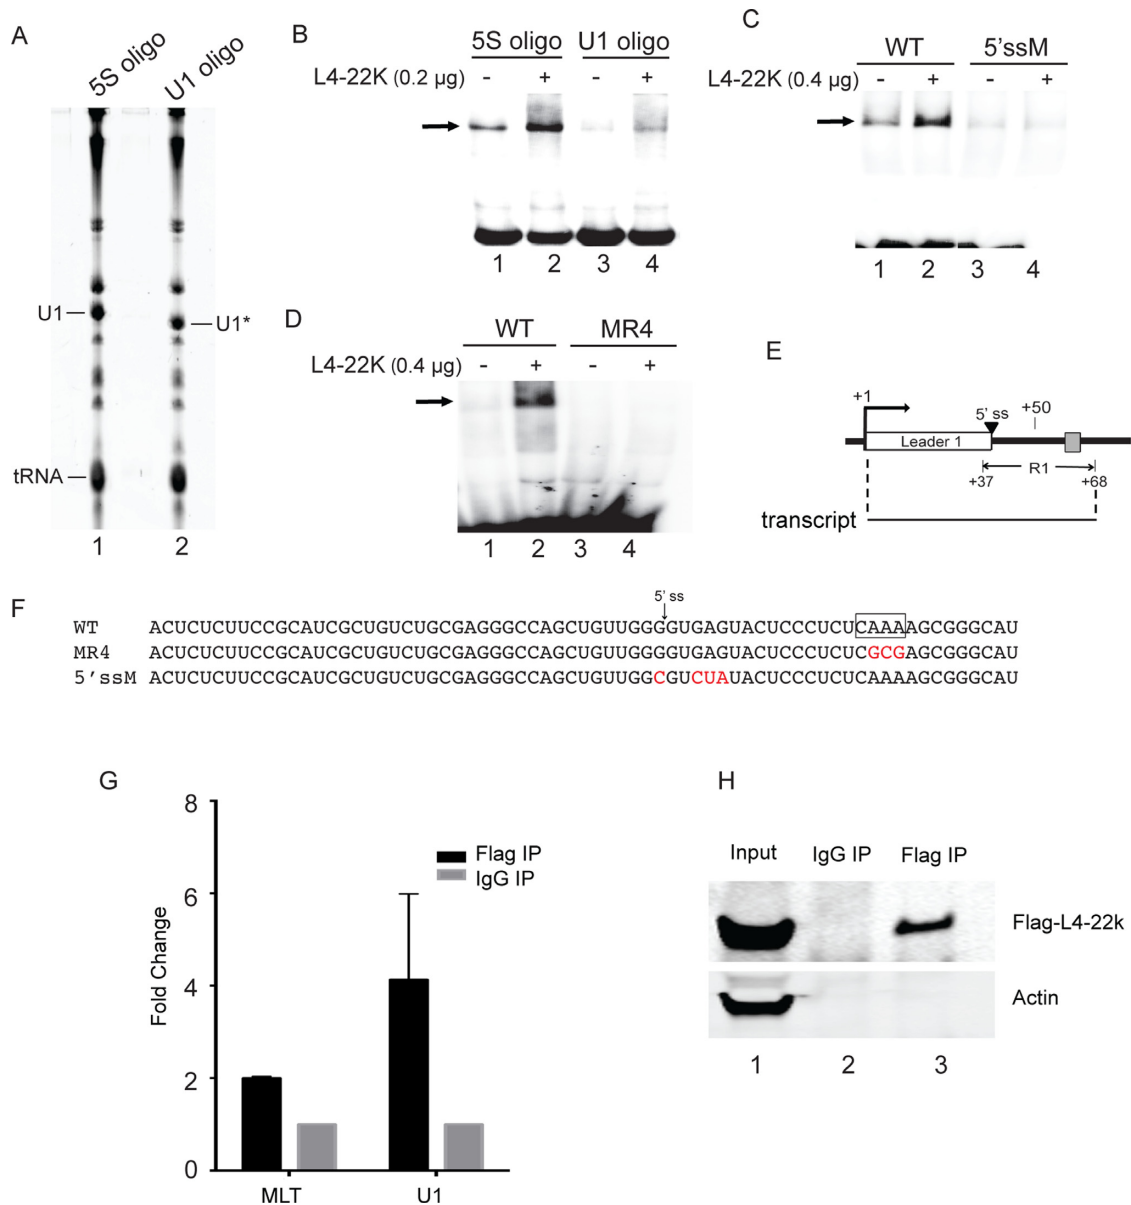 A
5S oligo
U1 oligo
U1
U1*
tRNA
1 2
B
5S oligo U1 oligo
L4-22K (0.2 µg) - + - +
1 2 3 4
C
WT 5'ssM
L4-22K (0.4 µg) - + - +
1 2 3 4
D
WT MR4
L4-22K (0.4 µg) - + - +
1 2 3 4
E
+1
5' ss
+50
Leader 1
R1
+37
+68
transcript
F
5' ss
WT ACUCUCUUCCGCAUCGCUGUCUGCGAGGGCCAGCUGUUGGGGUGAGUACUCCCUCUCAAAAGCGGGCAU
MR4 ACUCUCUUCCGCAUCGCUGUCUGCGAGGGCCAGCUGUUGGGGUGAGUACUCCCUCUCGCGAGCGGGCAU
5'ssM ACUCUCUUCCGCAUCGCUGUCUGCGAGGGCCAGCUGUUGGCGUCUAUACUCCCUCUCAAAAGCGGGCAU
G
8
6
4
2
0
Fold Change
Flag IP
IgG IP
MLT
U1
H
Input IgG IP Flag IP
Flag-L4-22k
Actin
1 2 3